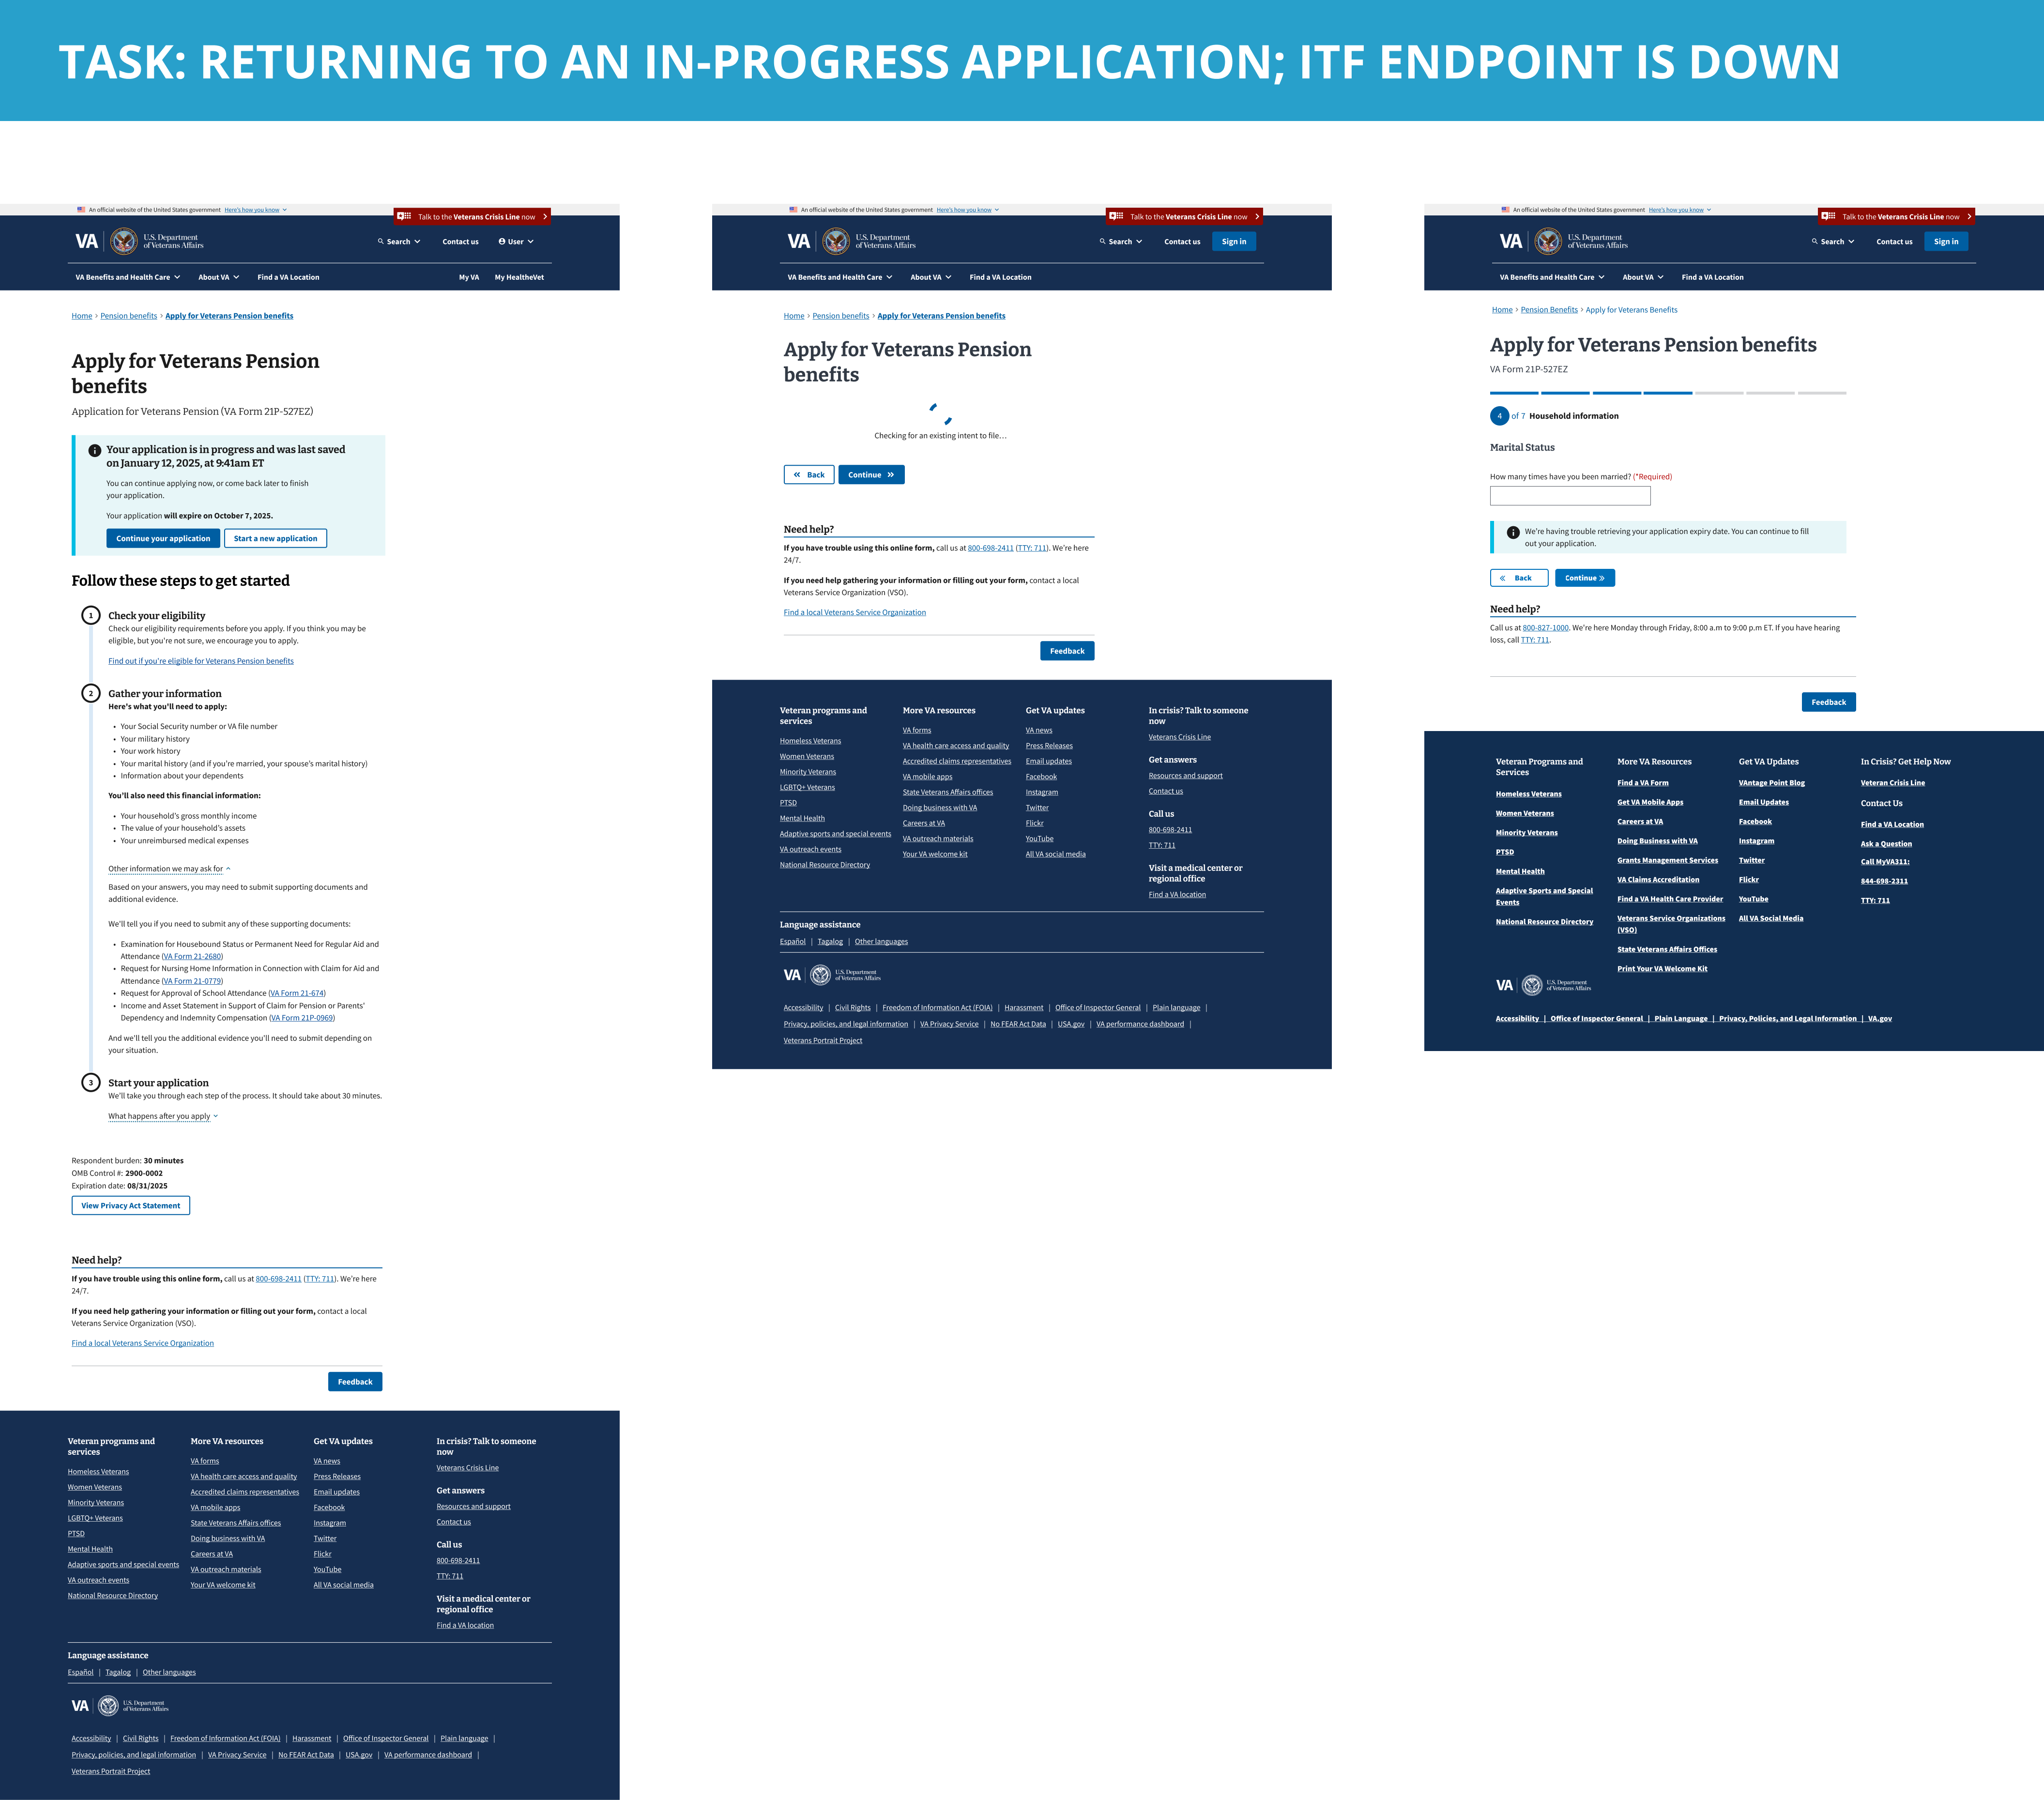 TASK: RETURNING TO AN IN-PROGRESS APPLICATION; ITF ENDPOINT IS DOWN
An official website of the United States government Here's how you know
Talk to the Veterans Crisis Line now
VA U.S. Department
of Veterans Affairs
Search Contact us User
VA Benefits and Health Care About VA Find a VA Location My VA My HealtheVet
Home › Pension benefits › Apply for Veterans Pension benefits
Apply for Veterans Pension
benefits
Application for Veterans Pension (VA Form 21P-527EZ)
Your application is in progress and was last saved
on January 12, 2025, at 9:41am ET
You can continue applying now, or come back later to finish
your application.
Your application will expire on October 7, 2025.
Continue your application Start a new application
Follow these steps to get started
1 Check your eligibility
Check our eligibility requirements before you apply. If you think you may be
eligible, but you're not sure, we encourage you to apply.
Find out if you're eligible for Veterans Pension benefits
2 Gather your information
Here's what you'll need to apply:
• Your Social Security number or VA file number
• Your military history
• Your work history
• Your marital history (and if you're married, your spouse's marital history)
• Information about your dependents
You'll also need this financial information:
• Your household's gross monthly income
• The value of your household's assets
• Your unreimbursed medical expenses
Other information we may ask for
Based on your answers, you may need to submit supporting documents and
additional evidence.
We'll tell you if you need to submit any of these supporting documents:
• Examination for Housebound Status or Permanent Need for Regular Aid and
Attendance (VA Form 21-2680)
• Request for Nursing Home Information in Connection with Claim for Aid and
Attendance (VA Form 21-0779)
• Request for Approval of School Attendance (VA Form 21-674)
• Income and Asset Statement in Support of Claim for Pension or Parents'
Dependency and Indemnity Compensation (VA Form 21P-0969)
And we'll tell you the additional evidence you'll need to submit depending on
your situation.
3 Start your application
We'll take you through each step of the process. It should take about 30 minutes.
What happens after you apply
Respondent burden: 30 minutes
OMB Control #: 2900-0002
Expiration date: 08/31/2025
View Privacy Act Statement
Need help?
If you have trouble using this online form, call us at 800-698-2411 (TTY: 711). We're here
24/7.
If you need help gathering your information or filling out your form, contact a local
Veterans Service Organization (VSO).
Find a local Veterans Service Organization
Feedback
Veteran programs and
services
Homeless Veterans
Women Veterans
Minority Veterans
LGBTQ+ Veterans
PTSD
Mental Health
Adaptive sports and special events
VA outreach events
National Resource Directory
More VA resources
VA forms
VA health care access and quality
Accredited claims representatives
VA mobile apps
State Veterans Affairs offices
Doing business with VA
Careers at VA
VA outreach materials
Your VA welcome kit
Get VA updates
VA news
Press Releases
Email updates
Facebook
Instagram
Twitter
Flickr
YouTube
All VA social media
In crisis? Talk to someone
now
Veterans Crisis Line
Get answers
Resources and support
Contact us
Call us
800-698-2411
TTY: 711
Visit a medical center or
regional office
Find a VA location
Language assistance
Español | Tagalog | Other languages
VA U.S. Department
of Veterans Affairs
Accessibility | Civil Rights | Freedom of Information Act (FOIA) | Harassment | Office of Inspector General | Plain language |
Privacy, policies, and legal information | VA Privacy Service | No FEAR Act Data | USA.gov | VA performance dashboard |
Veterans Portrait Project
An official website of the United States government Here's how you know
Talk to the Veterans Crisis Line now
VA U.S. Department
of Veterans Affairs
Search Contact us Sign in
VA Benefits and Health Care About VA Find a VA Location
Home › Pension benefits › Apply for Veterans Pension benefits
Apply for Veterans Pension
benefits
Checking for an existing intent to file…
Back Continue
Need help?
If you have trouble using this online form, call us at 800-698-2411 (TTY: 711). We're here
24/7.
If you need help gathering your information or filling out your form, contact a local
Veterans Service Organization (VSO).
Find a local Veterans Service Organization
Feedback
Veteran programs and
services
Homeless Veterans
Women Veterans
Minority Veterans
LGBTQ+ Veterans
PTSD
Mental Health
Adaptive sports and special events
VA outreach events
National Resource Directory
More VA resources
VA forms
VA health care access and quality
Accredited claims representatives
VA mobile apps
State Veterans Affairs offices
Doing business with VA
Careers at VA
VA outreach materials
Your VA welcome kit
Get VA updates
VA news
Press Releases
Email updates
Facebook
Instagram
Twitter
Flickr
YouTube
All VA social media
In crisis? Talk to someone
now
Veterans Crisis Line
Get answers
Resources and support
Contact us
Call us
800-698-2411
TTY: 711
Visit a medical center or
regional office
Find a VA location
Language assistance
Español | Tagalog | Other languages
VA U.S. Department
of Veterans Affairs
Accessibility | Civil Rights | Freedom of Information Act (FOIA) | Harassment | Office of Inspector General | Plain language |
Privacy, policies, and legal information | VA Privacy Service | No FEAR Act Data | USA.gov | VA performance dashboard |
Veterans Portrait Project
An official website of the United States government Here's how you know
Talk to the Veterans Crisis Line now
VA U.S. Department
of Veterans Affairs
Search Contact us Sign in
VA Benefits and Health Care About VA Find a VA Location
Home › Pension Benefits › Apply for Veterans Benefits
Apply for Veterans Pension benefits
VA Form 21P-527EZ
4 of 7 Household information
Marital Status
How many times have you been married? (*Required)
We're having trouble retrieving your application expiry date. You can continue to fill
out your application.
Back Continue
Need help?
Call us at 800-827-1000. We're here Monday through Friday, 8:00 a.m to 9:00 p.m ET. If you have hearing
loss, call TTY: 711.
Feedback
Veteran Programs and
Services
Homeless Veterans
Women Veterans
Minority Veterans
PTSD
Mental Health
Adaptive Sports and Special
Events
National Resource Directory
More VA Resources
Find a VA Form
Get VA Mobile Apps
Careers at VA
Doing Business with VA
Grants Management Services
VA Claims Accreditation
Find a VA Health Care Provider
Veterans Service Organizations
(VSO)
State Veterans Affairs Offices
Print Your VA Welcome Kit
Get VA Updates
VAntage Point Blog
Email Updates
Facebook
Instagram
Twitter
Flickr
YouTube
All VA Social Media
In Crisis? Get Help Now
Veteran Crisis Line
Contact Us
Find a VA Location
Ask a Question
Call MyVA311:
844-698-2311
TTY: 711
VA U.S. Department
of Veterans Affairs
Accessibility | Office of Inspector General | Plain Language | Privacy, Policies, and Legal Information | VA.gov